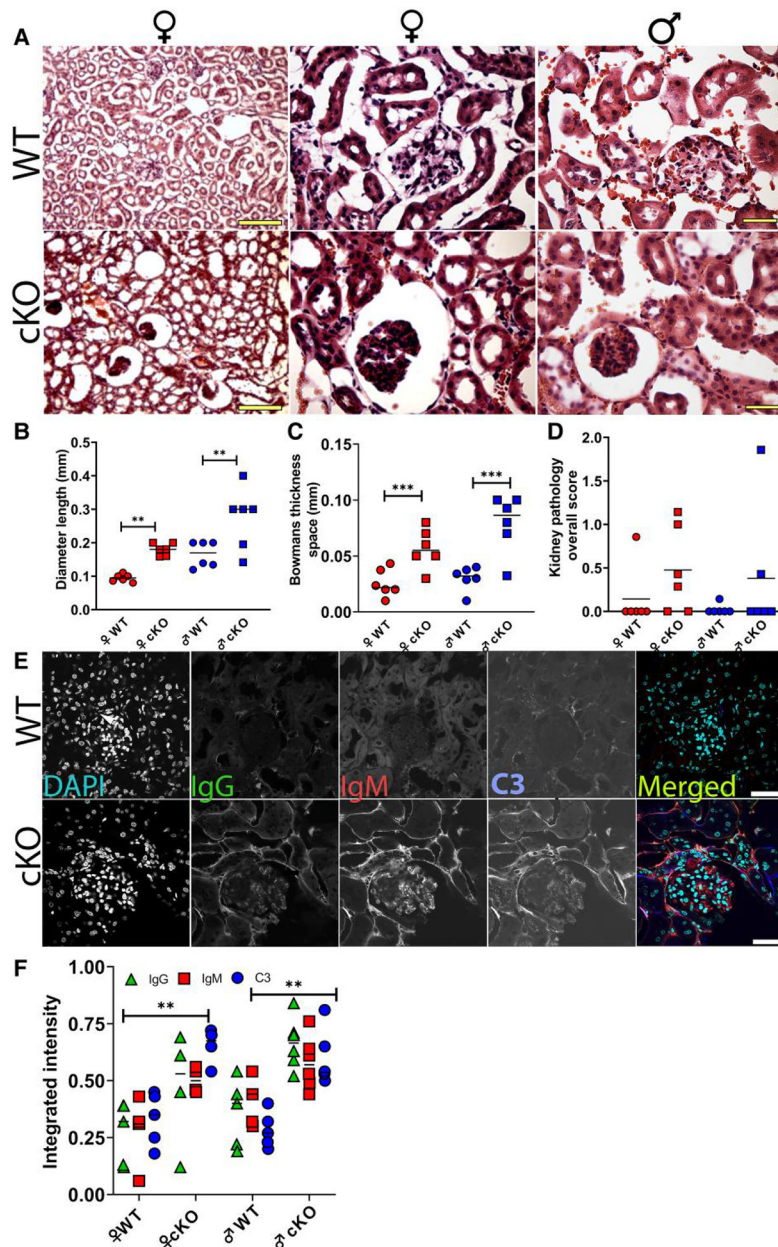 ♀ ♀ ♂
A
WT
cKO
B
Diameter length (mm)
0.5
0.4
0.3
0.2
0.1
0.0
**
**
♀ WT
♀ cKO
♂ WT
♂ cKO
C
Bowmans thickness
space (mm)
0.15
0.10
0.05
0.00
***
***
♀ WT
♀ cKO
♂ WT
♂ cKO
D
Kidney pathology
overall score
2.0
1.5
1.0
0.5
0.0
♀ WT
♀ cKO
♂ WT
♂ cKO
E
WT
DAPI IgG IgM C3 Merged
cKO
F
Integrated intensity
1.00
0.75
0.50
0.25
0.00
IgG IgM C3
**
**
♀WT
♀cKO
♂ WT
♂ cKO